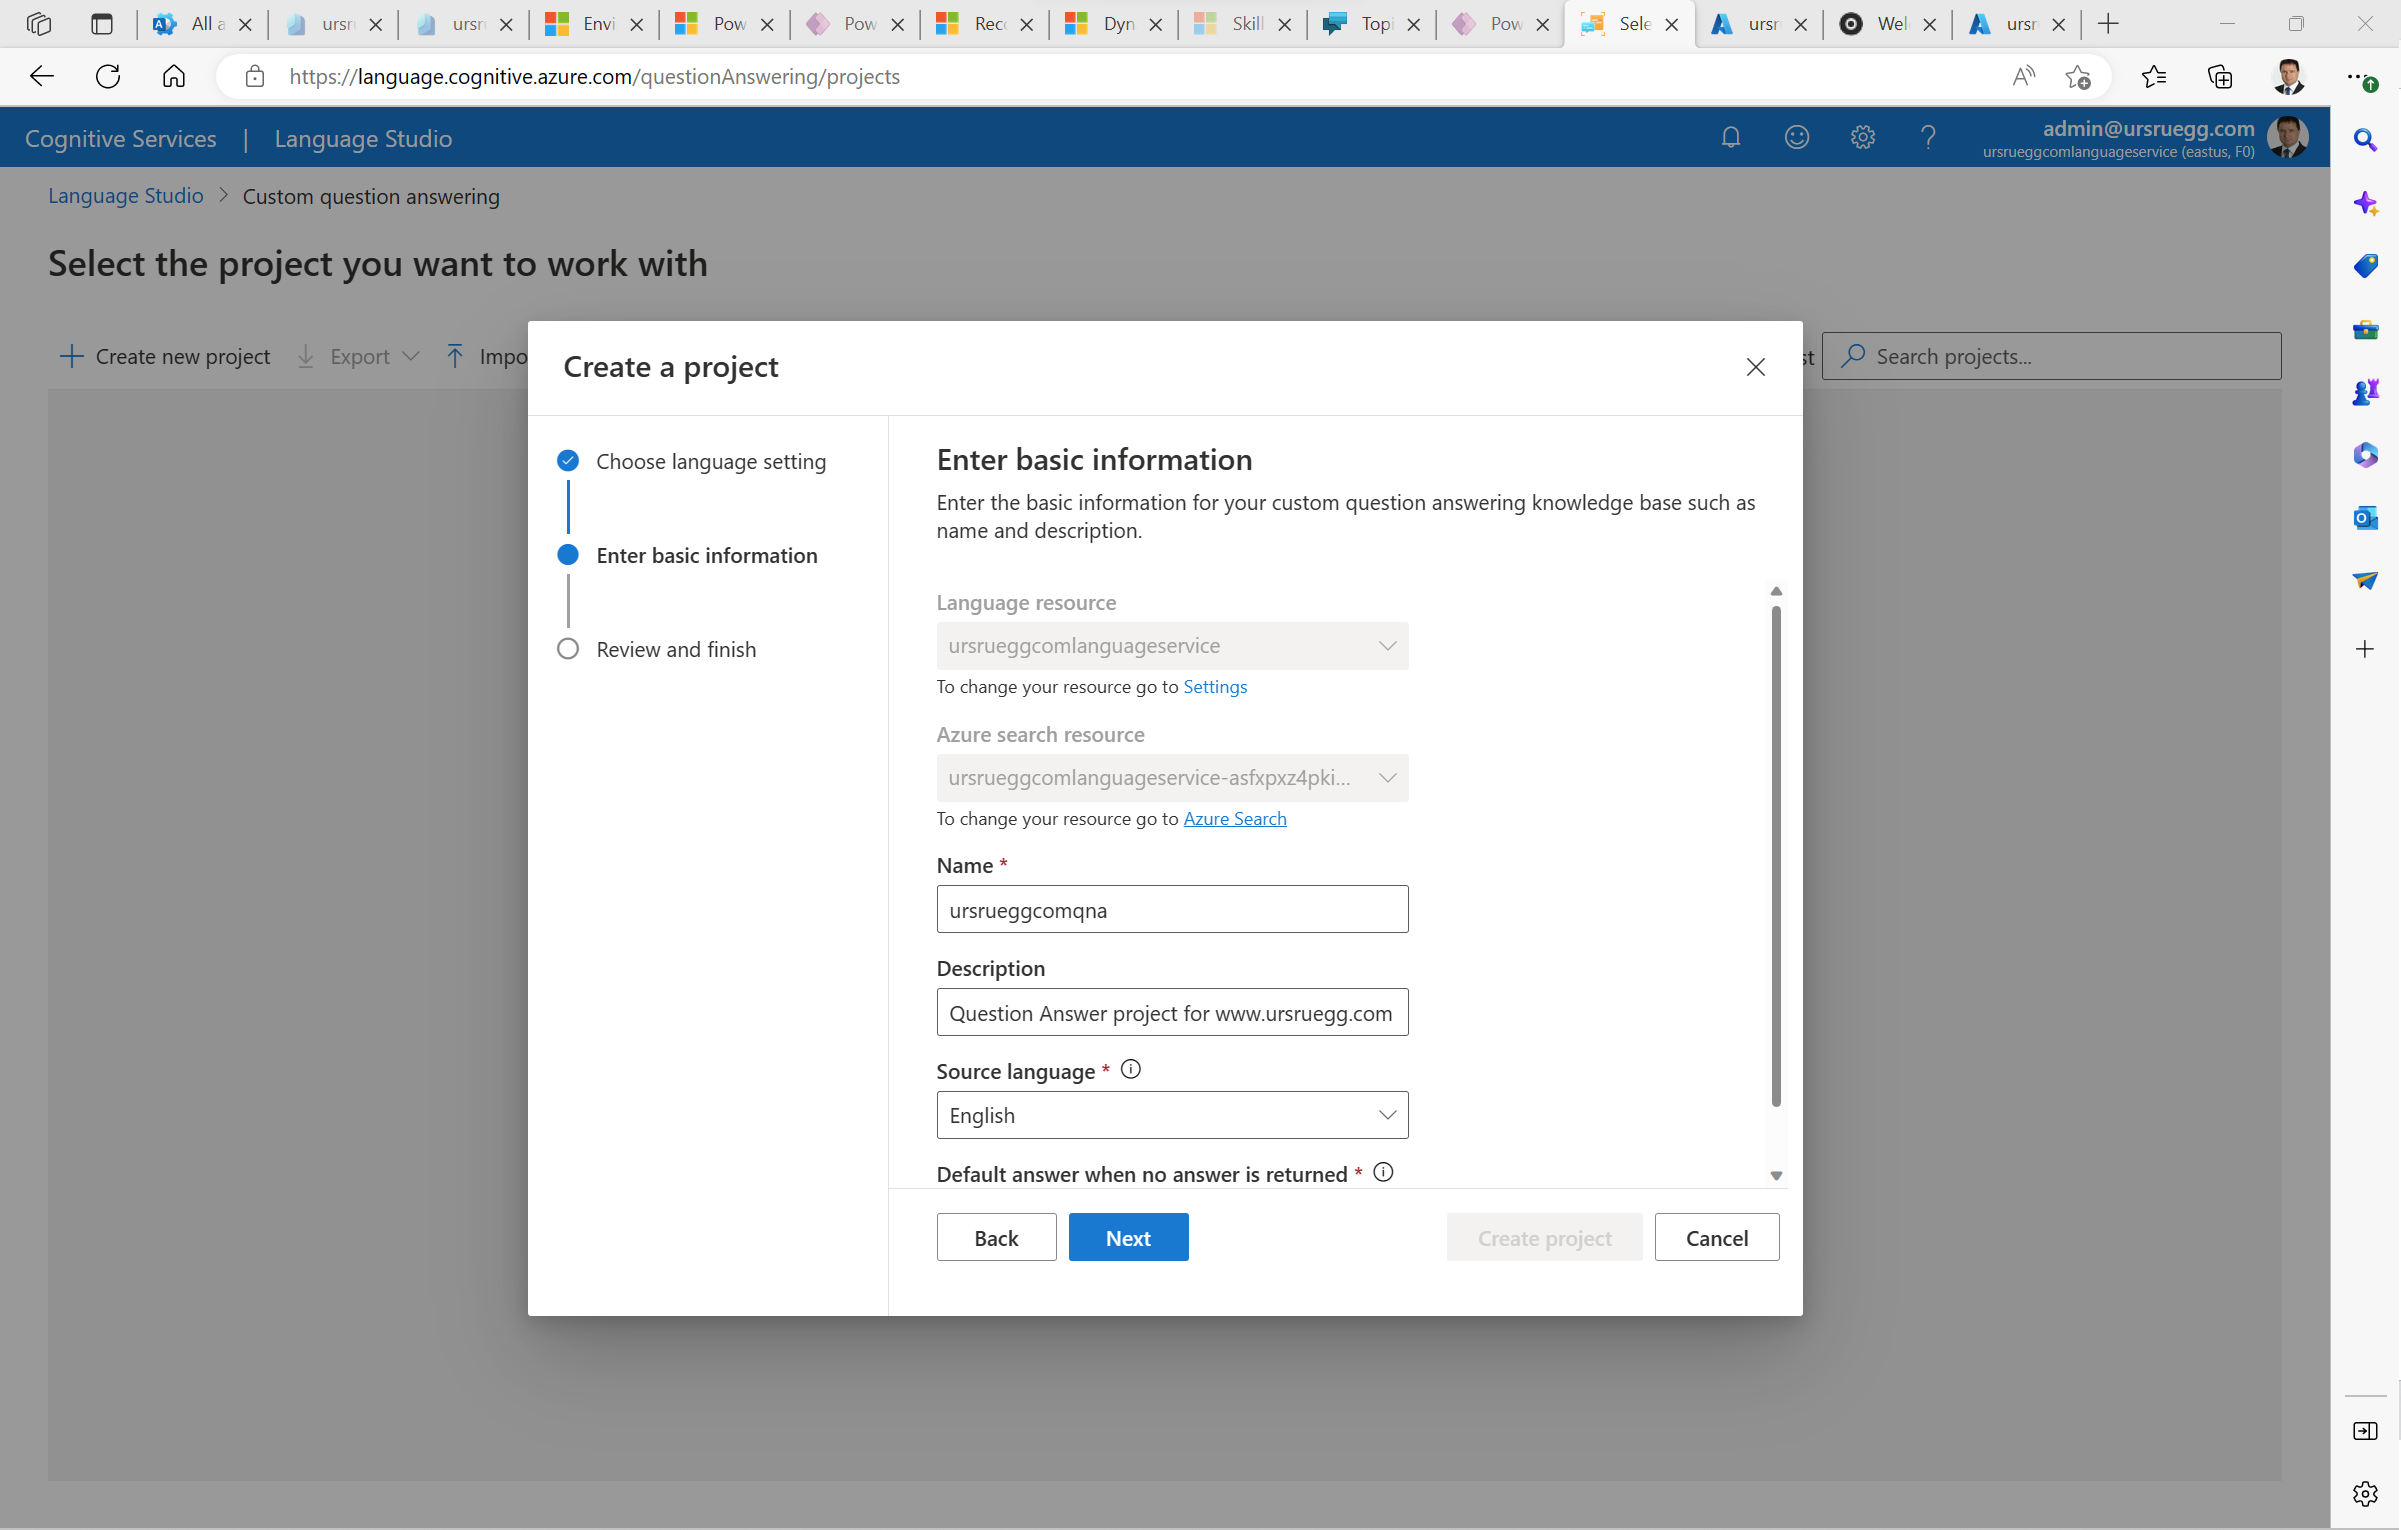 All a
ursr
ursr
Envi
Pow
Pow
Rec
Dyn
Skill
Topi
Pow
Sele
ursr
Wel
ursr
https://language.cognitive.azure.com/questionAnswering/projects
Cognitive Services | Language Studio
admin@ursruegg.com
ursrueggcomlanguageservice (eastus, F0)
Language Studio > Custom question answering
Select the project you want to work with
Create new project
Export
Impo
st
Search projects...
Create a project
Choose language setting
Enter basic information
Review and finish
Enter basic information
Enter the basic information for your custom question answering knowledge base such as
name and description.
Language resource
ursrueggcomlanguageservice
To change your resource go to Settings
Azure search resource
ursrueggcomlanguageservice-asfxpxz4pki...
To change your resource go to Azure Search
Name *
ursrueggcomqna
Description
Question Answer project for www.ursruegg.com
Source language *
English
Default answer when no answer is returned *
Back
Next
Create project
Cancel